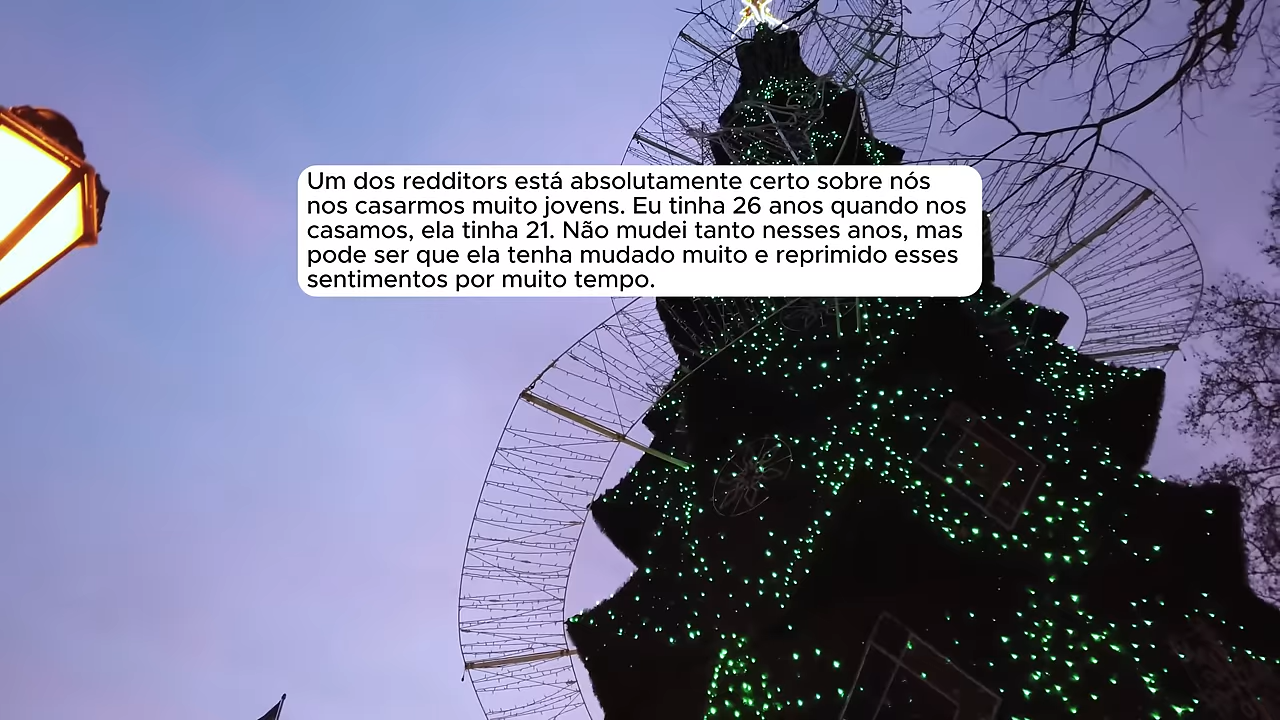 Um dos redditors está absolutamente certo sobre nós
nos casarmos muito jovens. Eu tinha 26 anos quando nos
casamos, ela tinha 21. Não mudei tanto nesses anos, mas
pode ser que ela tenha mudado muito e reprimido esses
sentimentos por muito tempo.